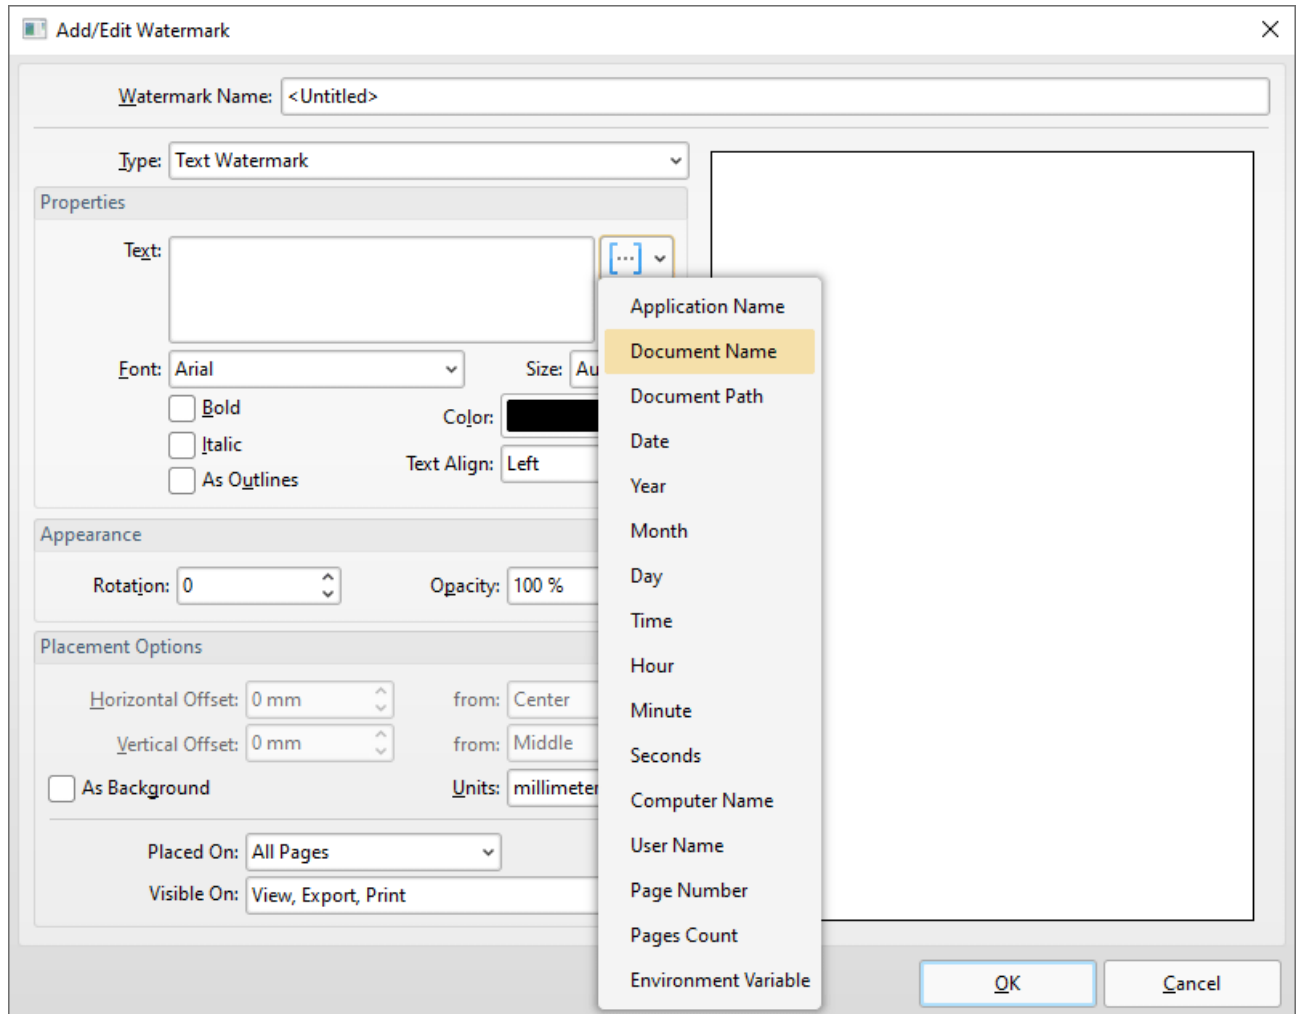 Add/Edit Watermark
Watermark Name: <Untitled>
Type: Text Watermark
Properties
Text:
Font: Arial
Size: Au
Bold
Color:
Italic
Text Align: Left
As Outlines
Appearance
Rotation: 0
Opacity: 100 %
Placement Options
Horizontal Offset: 0 mm
from: Center
Vertical Offset: 0 mm
from: Middle
As Background
Units: millimeter
Placed On: All Pages
Visible On: View, Export, Print
Application Name
Document Name
Document Path
Date
Year
Month
Day
Time
Hour
Minute
Seconds
Computer Name
User Name
Page Number
Pages Count
Environment Variable
OK
Cancel